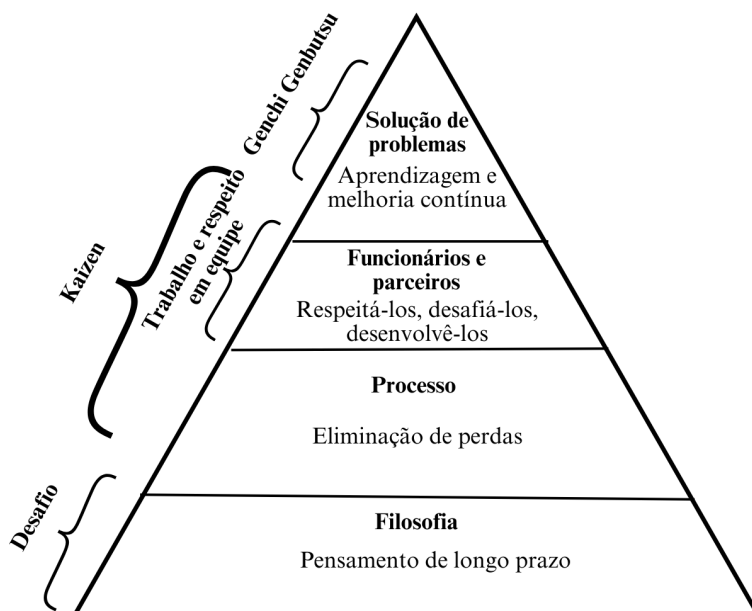 Genchi Genbutsu
Solução de
problemas
Aprendizagem e
melhoria contínua
Kaizen
Trabalho e respeito
em equipe
Funcionários e
parceiros
Respeitá-los, desafiá-los,
desenvolvê-los
Processo
Eliminação de perdas
Desafio
Filosofia
Pensamento de longo prazo